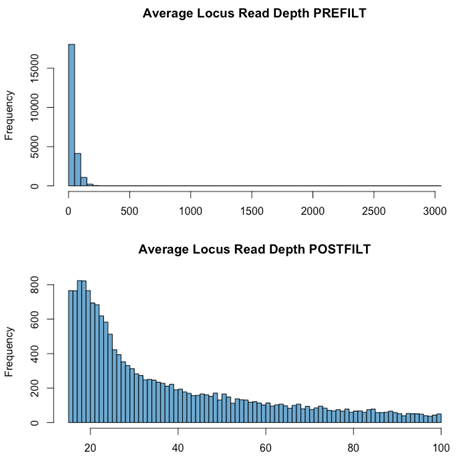 Average Locus Read Depth PREFILT
Frequency
15000
10000
5000
0
0 500 1000 1500 2000 2500 3000
Average Locus Read Depth POSTFILT
Frequency
800
600
400
200
0
20 40 60 80 100